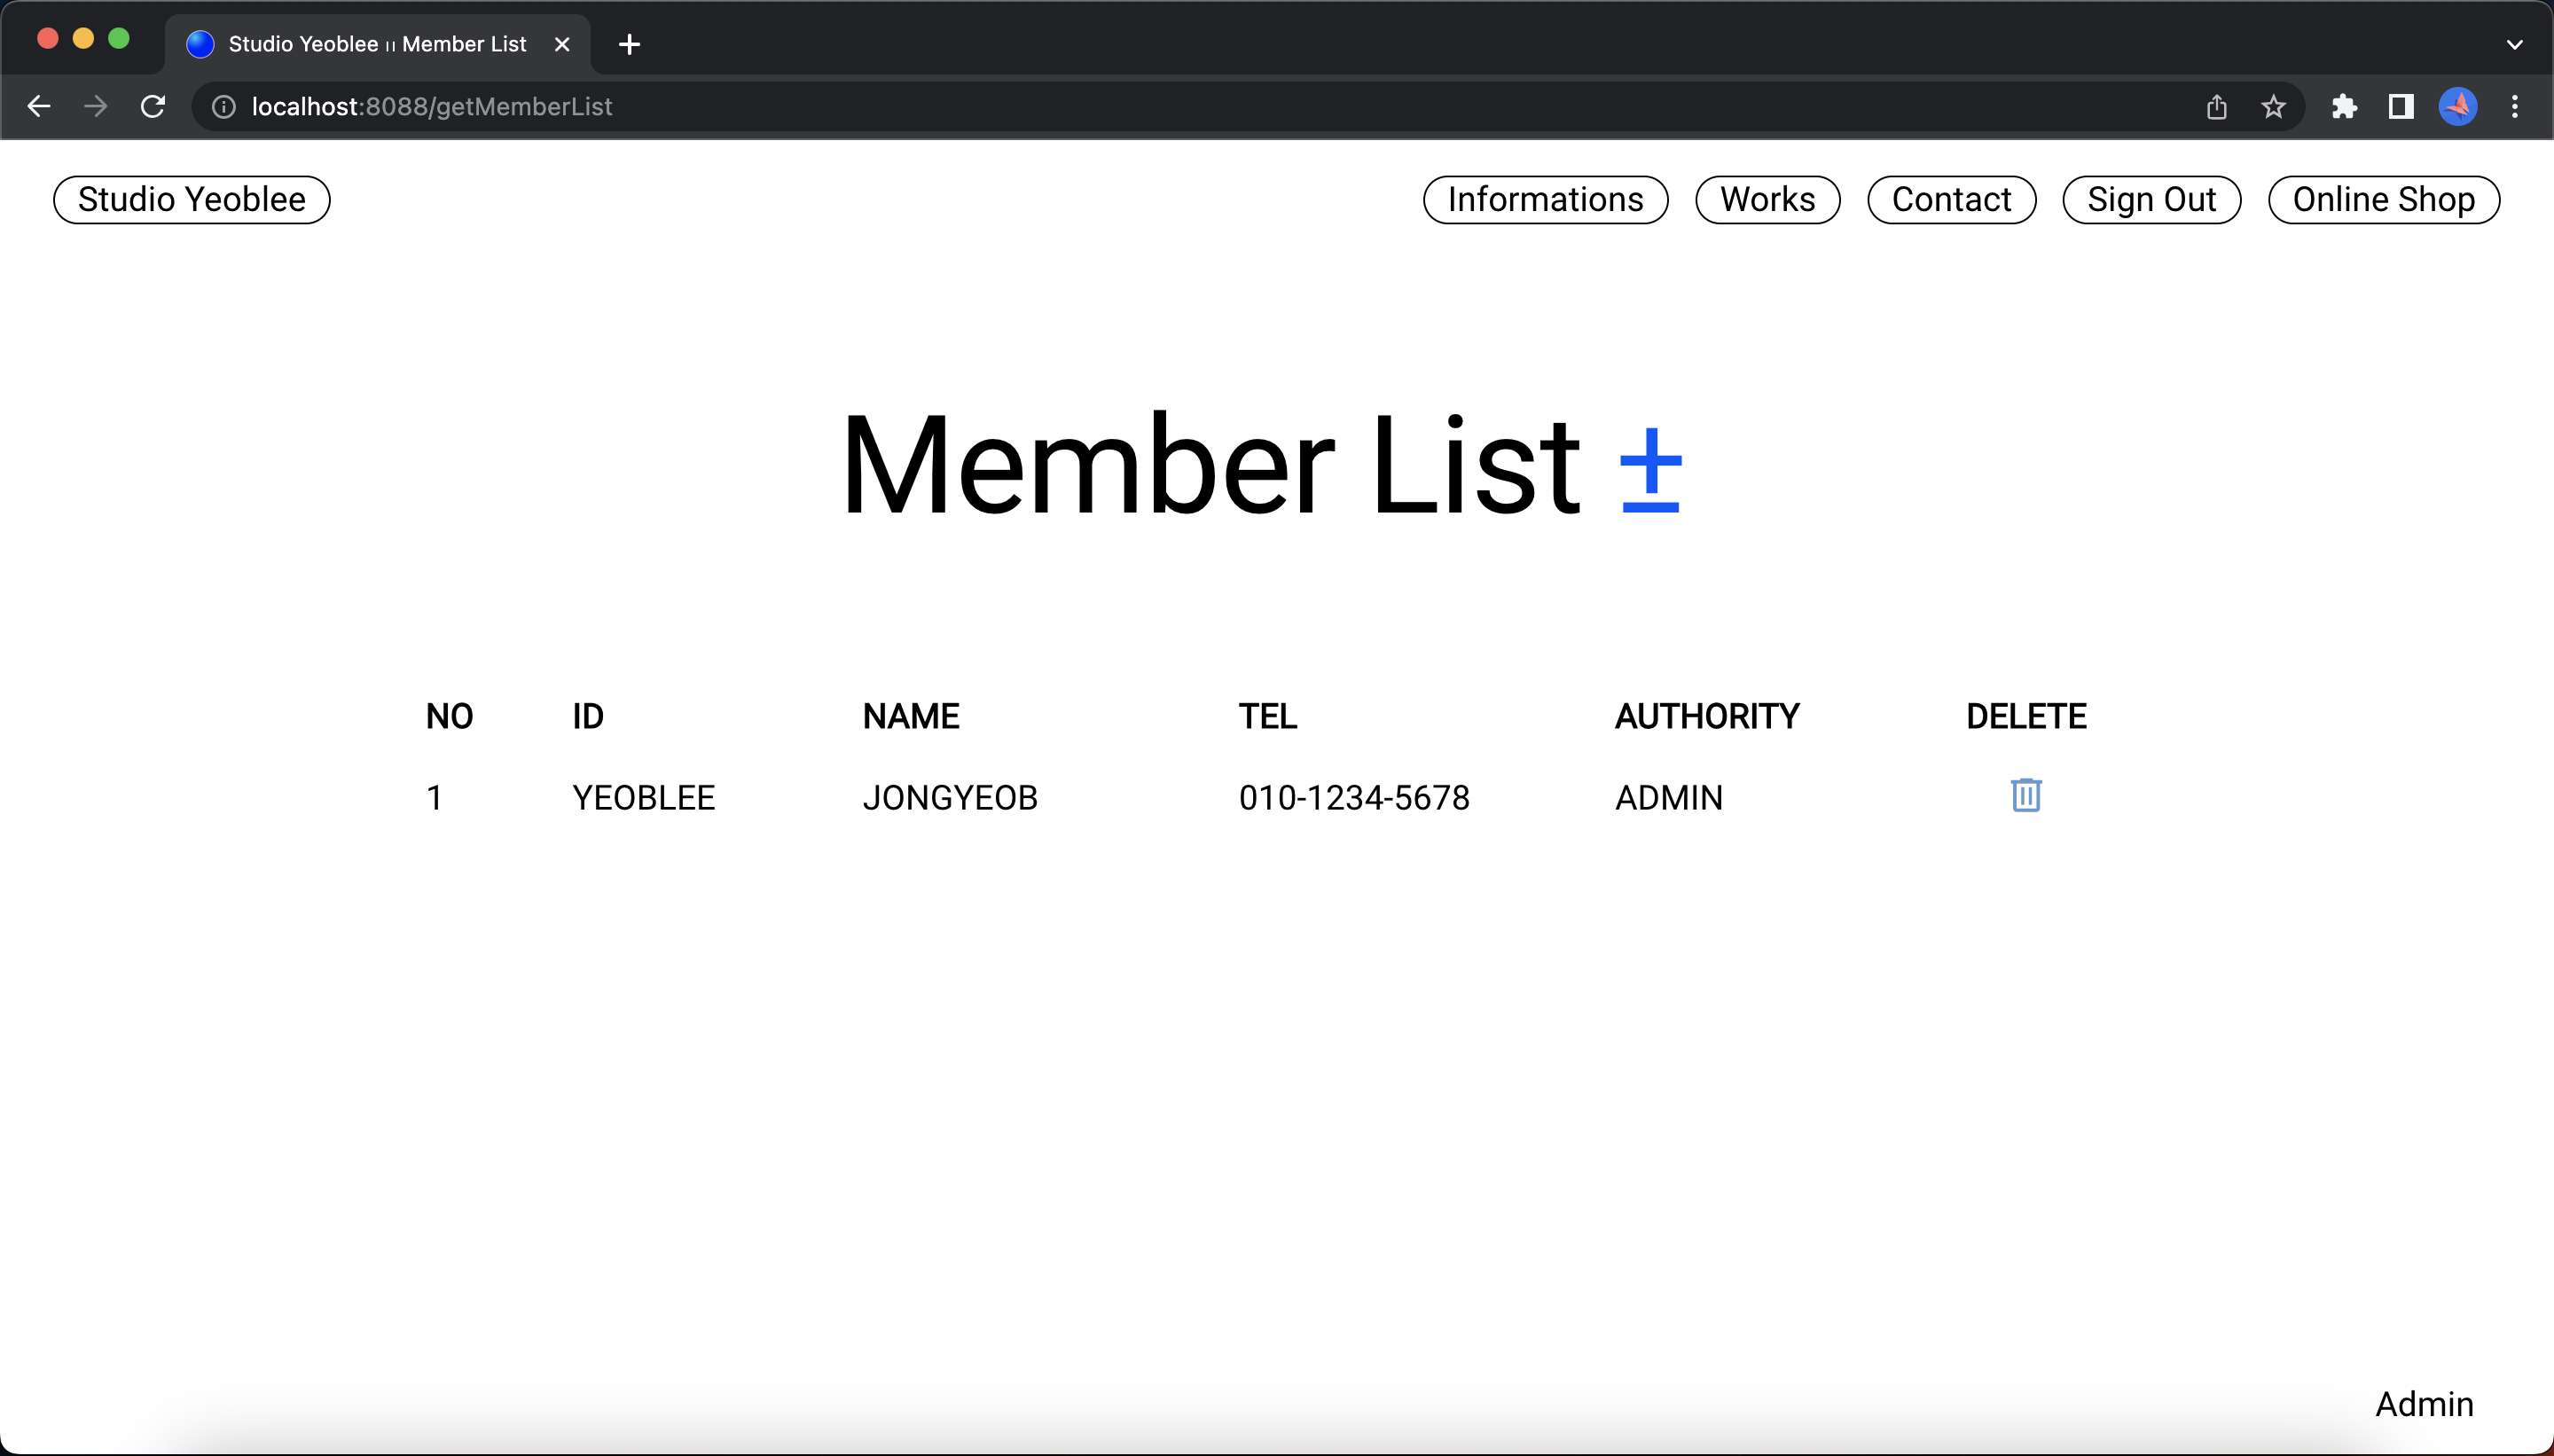 Studio Yeoblee ıı Member List
localhost:8088/getMemberList
Studio Yeoblee Informations Works Contact Sign Out Online Shop
Member List ±
NO ID NAME TEL AUTHORITY DELETE
1 YEOBLEE JONGYEOB 010-1234-5678 ADMIN
Admin